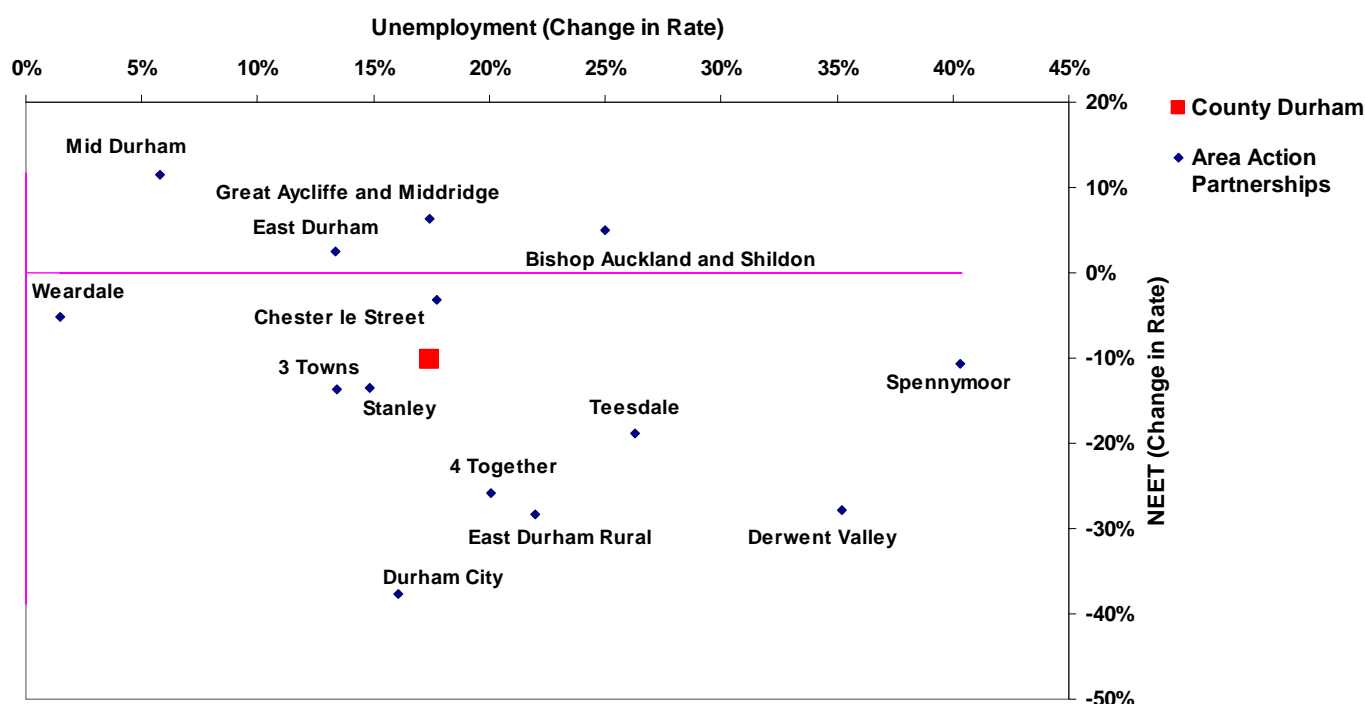 Unemployment (Change in Rate)
0% 5% 10% 15% 20% 25% 30% 35% 40% 45%
20%
County Durham
Mid Durham
Area Action
Partnerships
10%
Great Aycliffe and Middridge
East Durham
Bishop Auckland and Shildon
0%
Weardale
Chester le Street
-10%
3 Towns
Spennymoor
Stanley
Teesdale
-20%
4 Together
-30%
East Durham Rural
Derwent Valley
Durham City
-40%
-50%
NEET (Change in Rate)